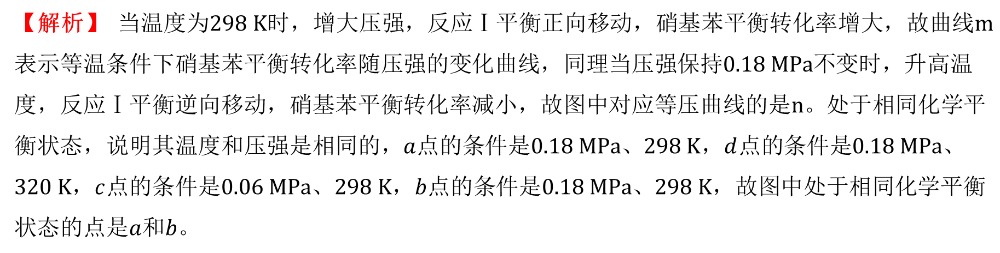 【解析】 当温度为298 K时，增大压强，反应Ⅰ平衡正向移动，硝基苯平衡转化率增大，故曲线m
表示等温条件下硝基苯平衡转化率随压强的变化曲线，同理当压强保持0.18 MPa不变时，升高温
度，反应Ⅰ平衡逆向移动，硝基苯平衡转化率减小，故图中对应等压曲线的是n。处于相同化学平
衡状态，说明其温度和压强是相同的，a点的条件是0.18 MPa、298 K，d点的条件是0.18 MPa、
320 K，c点的条件是0.06 MPa、298 K，b点的条件是0.18 MPa、298 K，故图中处于相同化学平衡
状态的点是a和b。